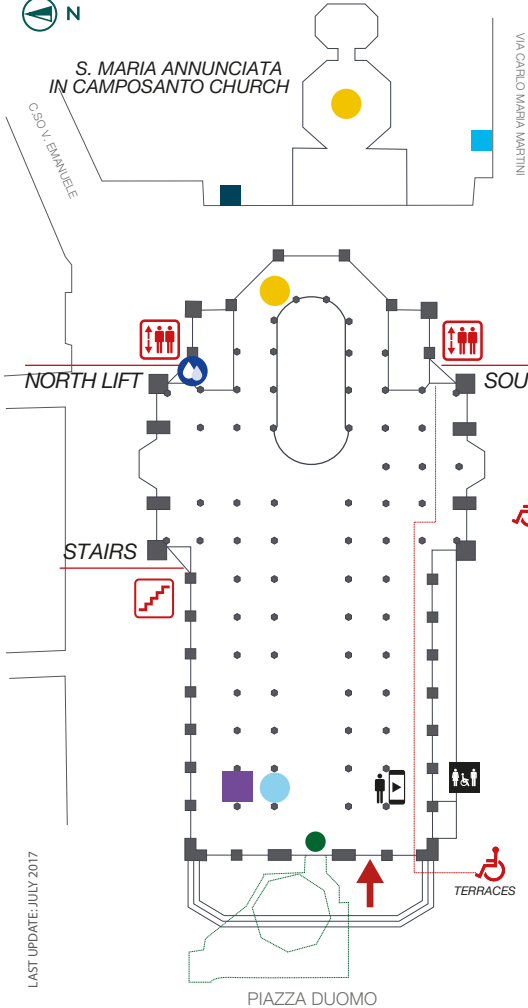 N
S. MARIA ANNUNCIATA
IN CAMPOSANTO CHURCH
C.SO V. EMANUELE
VIA CARLO MARIA MARTINI
NORTH LIFT
SOU
STAIRS
TERRACES
LAST UPDATE: JULY 2017
PIAZZA DUOMO